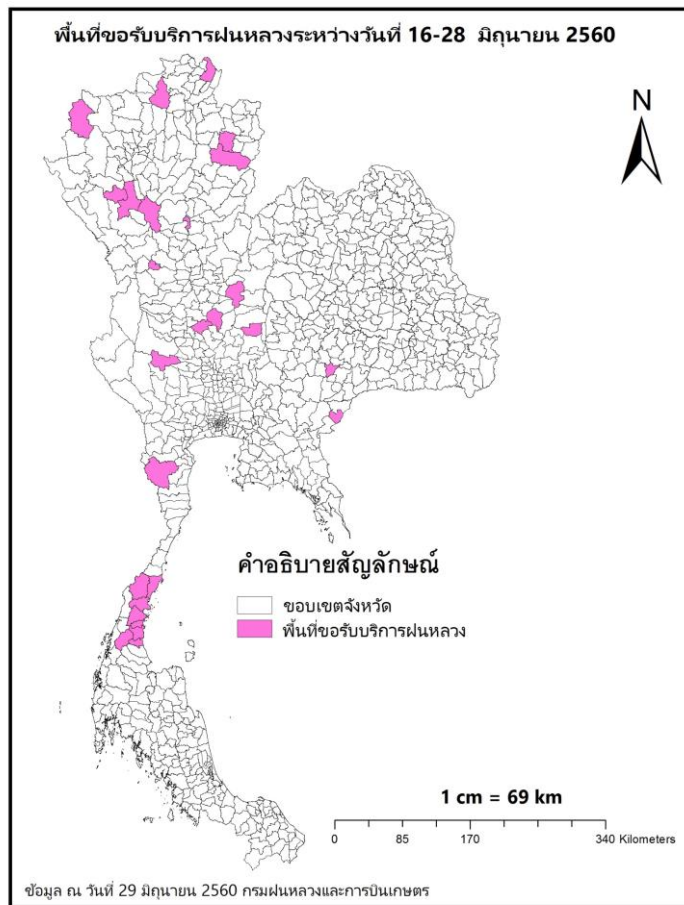 พื้นที่ขอรับบริการฝนหลวงระหว่างวันที่ 16-28 มิถุนายน 2560
N
คำอธิบายสัญลักษณ์
ขอบเขตจังหวัด
พื้นที่ขอรับบริการฝนหลวง
1 cm = 69 km
0 85 170 340 Kilometers
ข้อมูล ณ วันที่ 29 มิถุนายน 2560 กรมฝนหลวงและการบินเกษตร